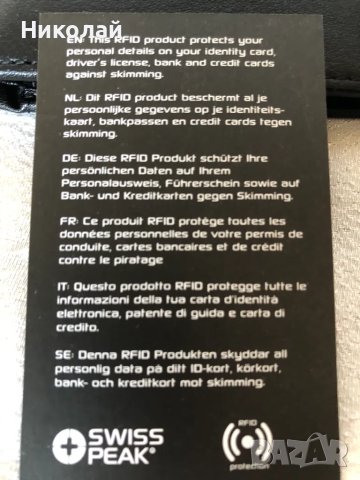 Николай
EN: This RFID product protects your
personal details on your identity card,
driver's license, bank and credit cards
against skimming.
NL: Dit RFID product beschermt al je
persoonlijke gegevens op je identiteits-
kaart, bankpassen en credit cards tegen
skimming.
DE: Diese RFID Produkt schützt Ihre
persönlichen Daten auf Ihrem
Personalausweis, Führerschein sowie auf
Bank- und Kreditkarten gegen Skimming.
FR: Ce produit RFID protège toutes les
données personnelles de votre permis de
conduite, cartes bancaires et de crédit
contre le piratage
IT: Questo prodotto RFID protegge tutte le
informazioni della tua carta d'identità
elettronica, patente di guida e carta di
credito.
SE: Denna RFID Produkten skyddar all
personlig data på ditt ID-kort, körkort,
bank- och kreditkort mot skimming.
SWISS
PEAK®
RFID
protection
БАZАР